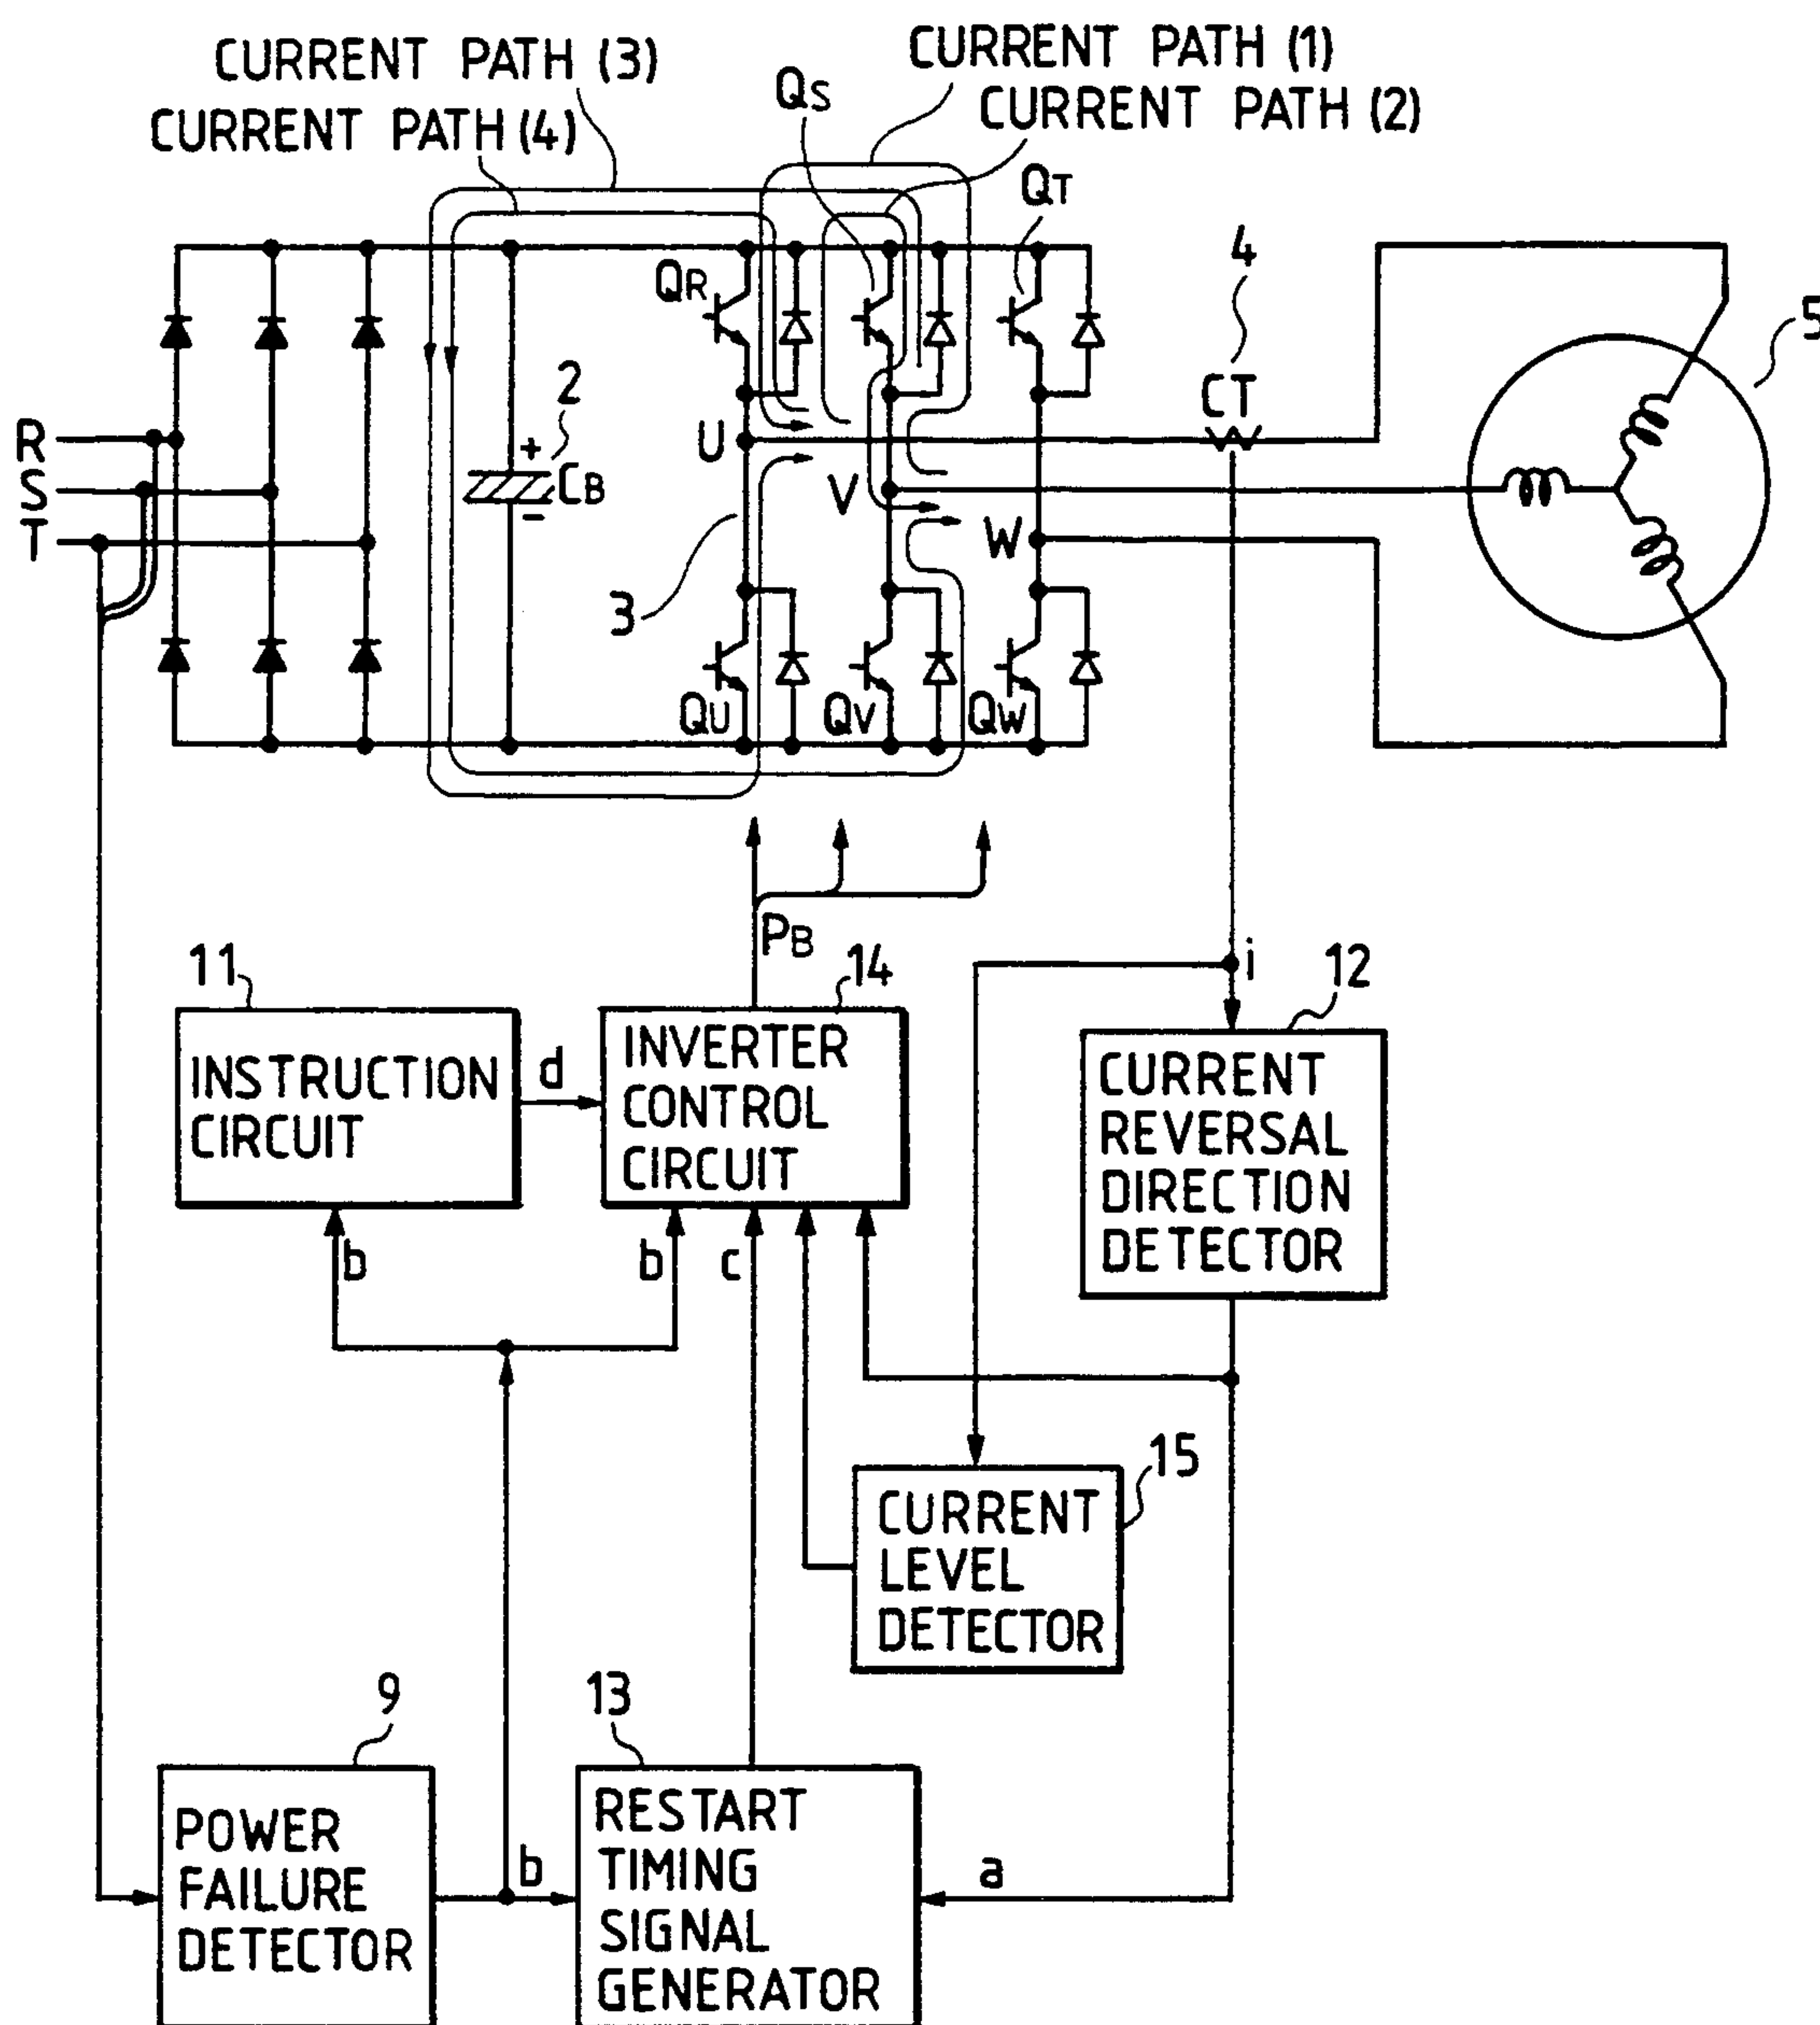 CURRENT PATH (3)
CURRENT PATH (1)
QS
CURRENT PATH (2)
CURRENT PATH (4)
QT
4
QR
5
2
CT
R
+
U
S
CB
V
-
T
W
3
QU
QV
QW
PB
11
14
i
12
INSTRUCTION
CIRCUIT
d
INVERTER
CONTROL
CIRCUIT
CURRENT
REVERSAL
DIRECTION
DETECTOR
b
b
c
15
CURRENT
LEVEL
DETECTOR
9
13
POWER
FAILURE
DETECTOR
b
RESTART
TIMING
SIGNAL
GENERATOR
a